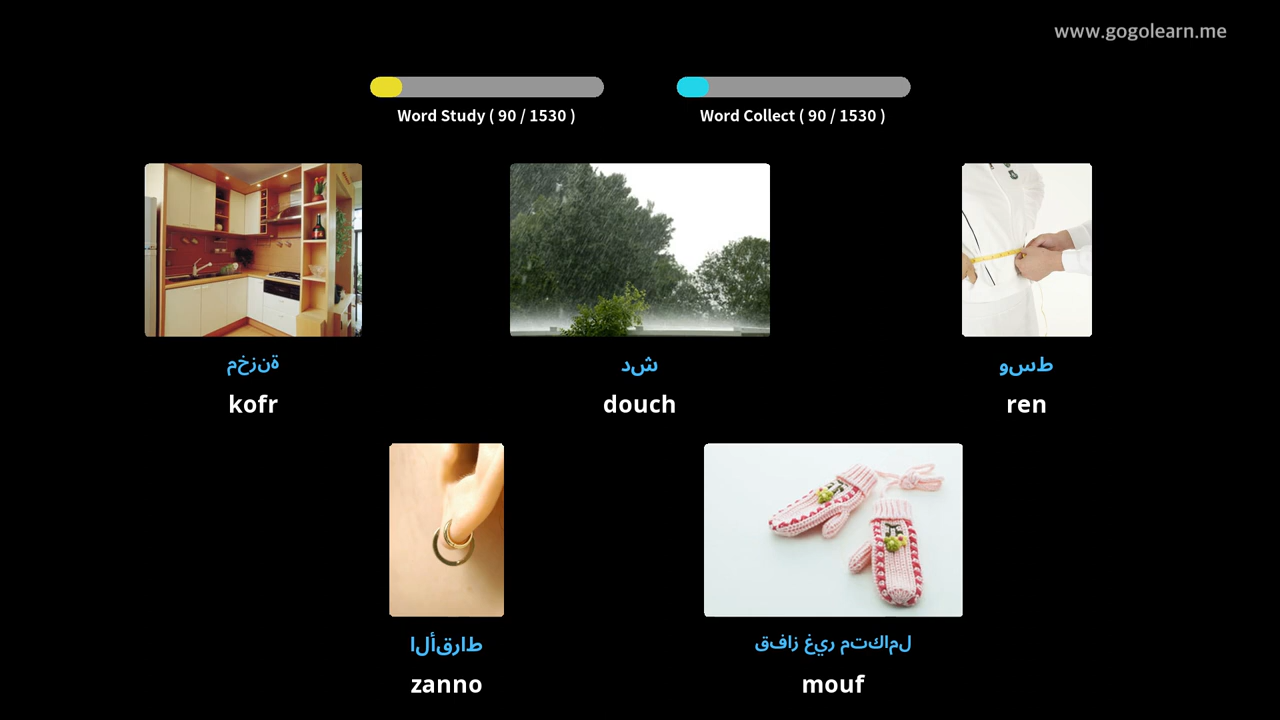 www.gogolearn.me
Word Study ( 90 / 1530 )
Word Collect ( 90 / 1530 )
مخزنة
kofr
دش
douch
وسط
ren
الأقراط
zanno
قفاز غير متكامل
mouf